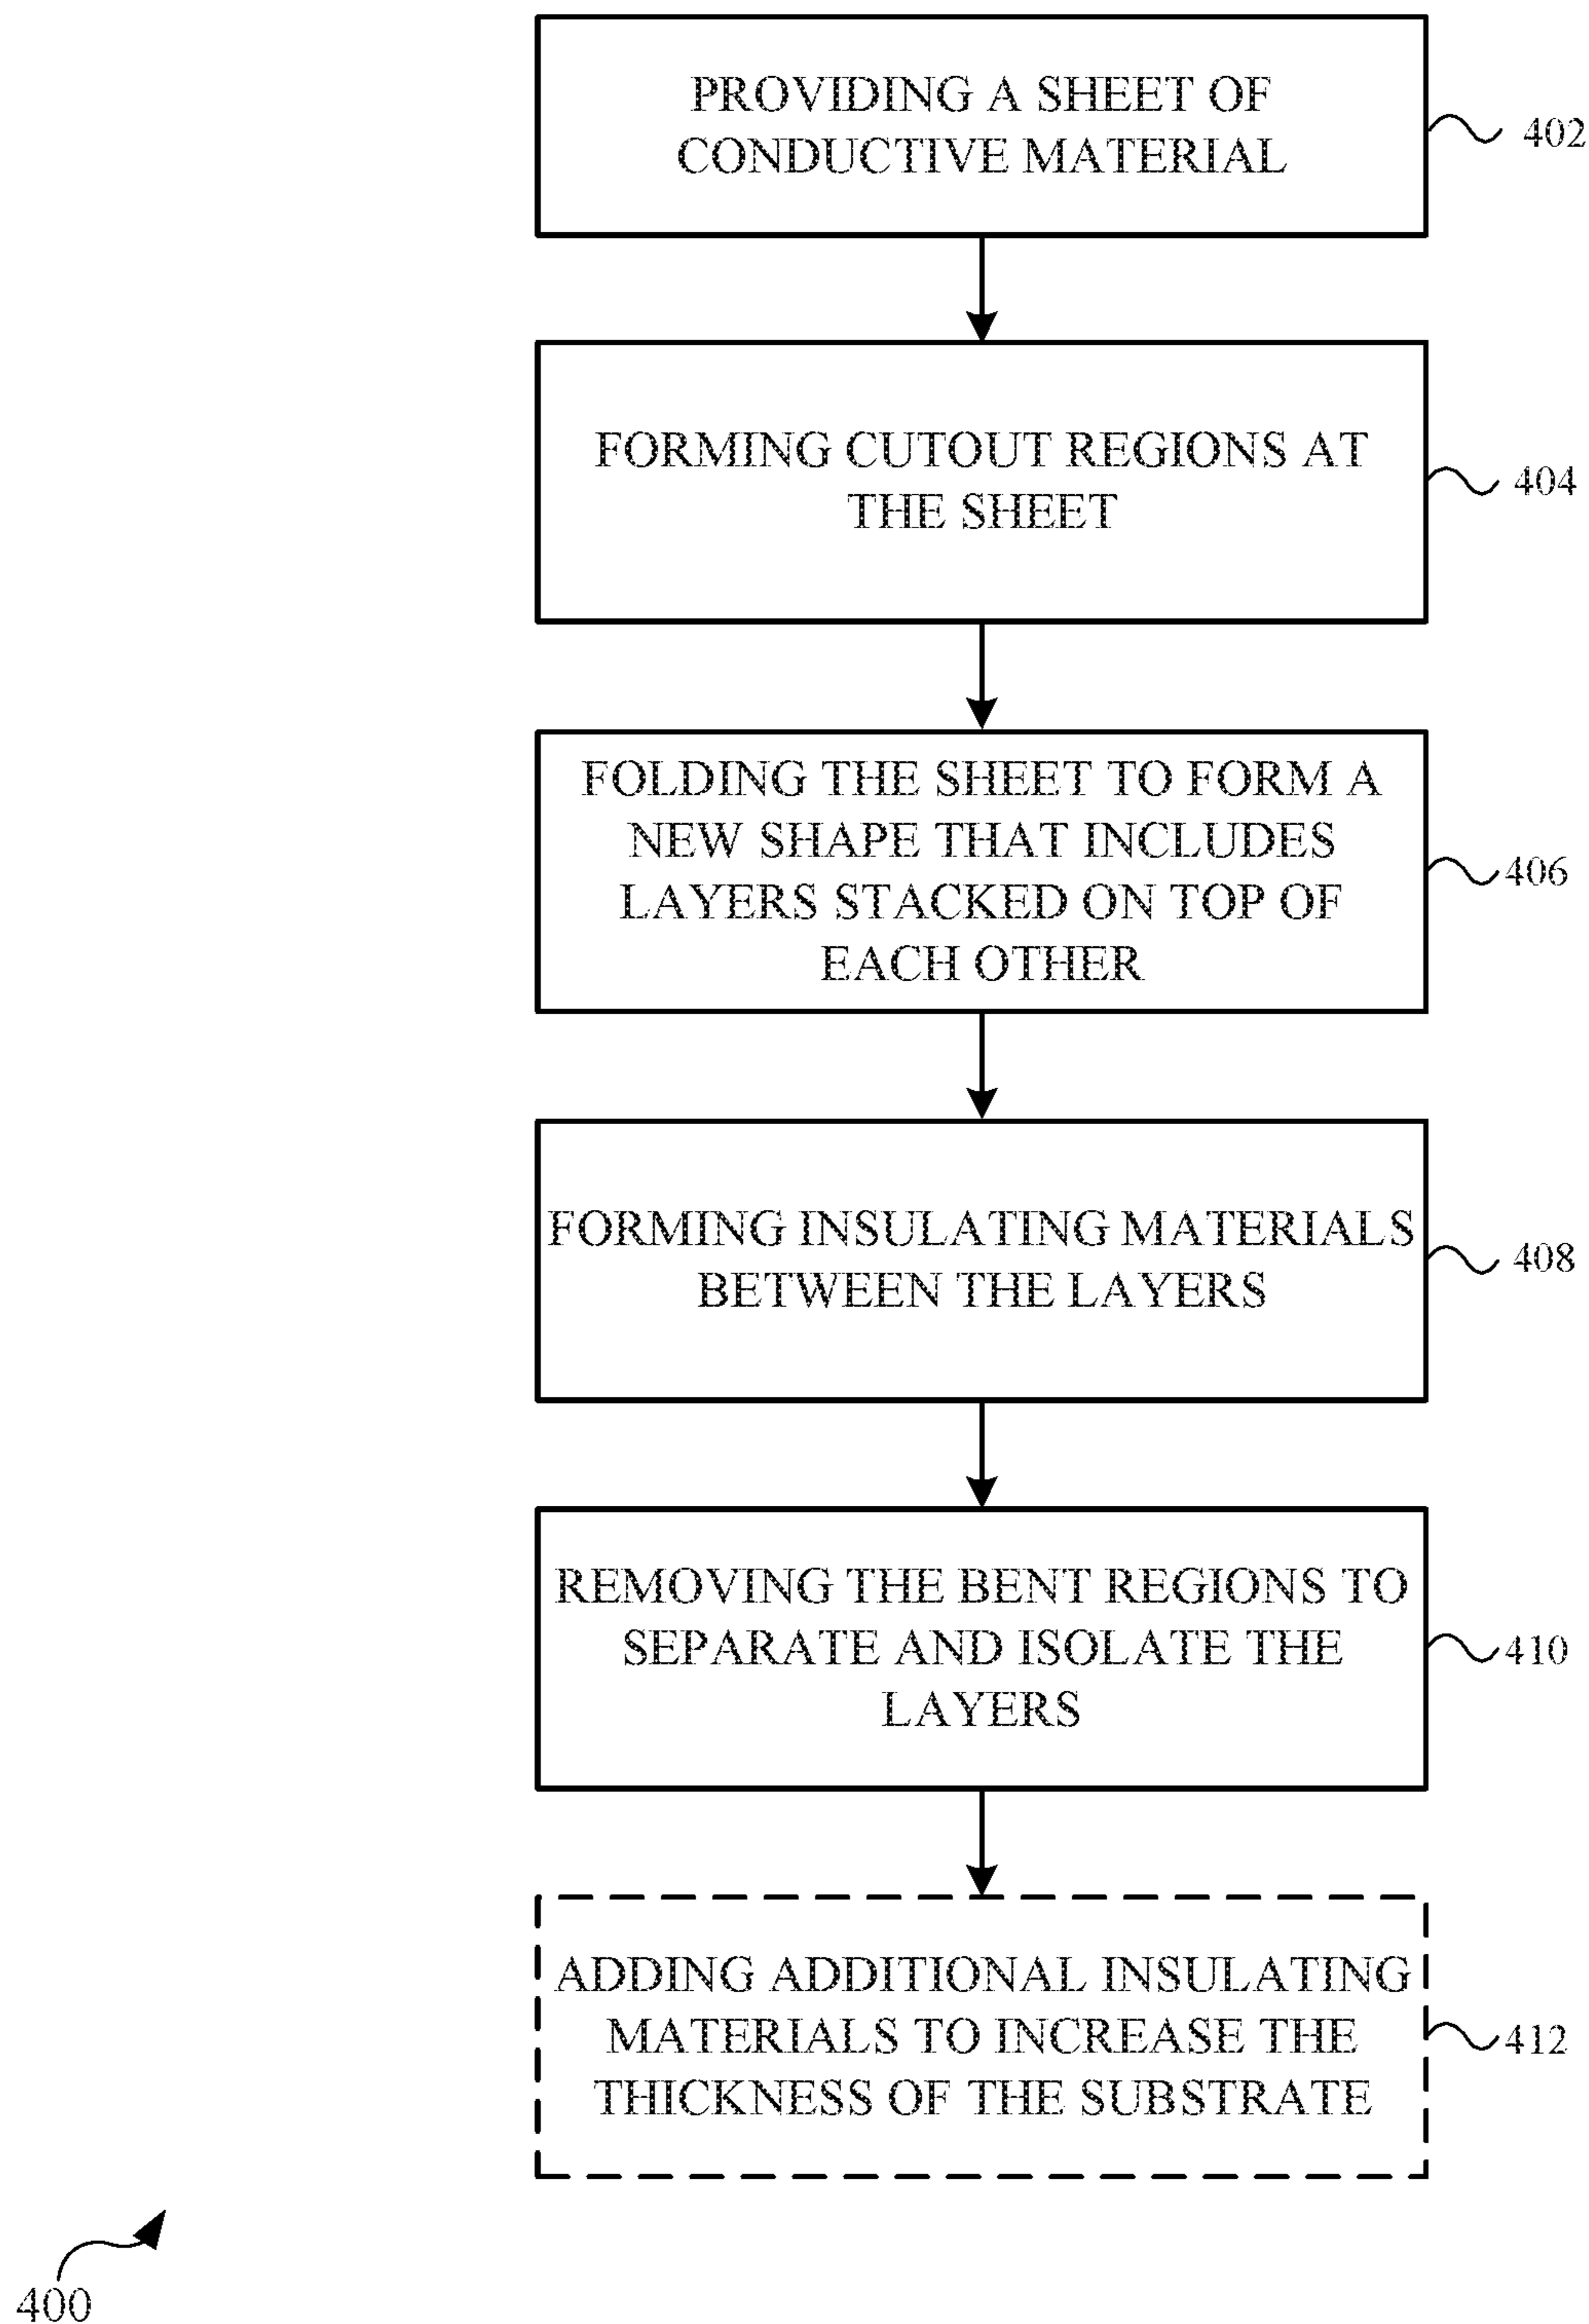 PROVIDING A SHEET OF
CONDUCTIVE MATERIAL
402
FORMING CUTOUT REGIONS AT
THE SHEET
404
FOLDING THE SHEET TO FORM A
NEW SHAPE THAT INCLUDES
LAYERS STACKED ON TOP OF
EACH OTHER
406
FORMING INSULATING MATERIALS
BETWEEN THE LAYERS
408
REMOVING THE BENT REGIONS TO
SEPARATE AND ISOLATE THE
LAYERS
410
ADDING ADDITIONAL INSULATING
MATERIALS TO INCREASE THE
THICKNESS OF THE SUBSTRATE
412
400